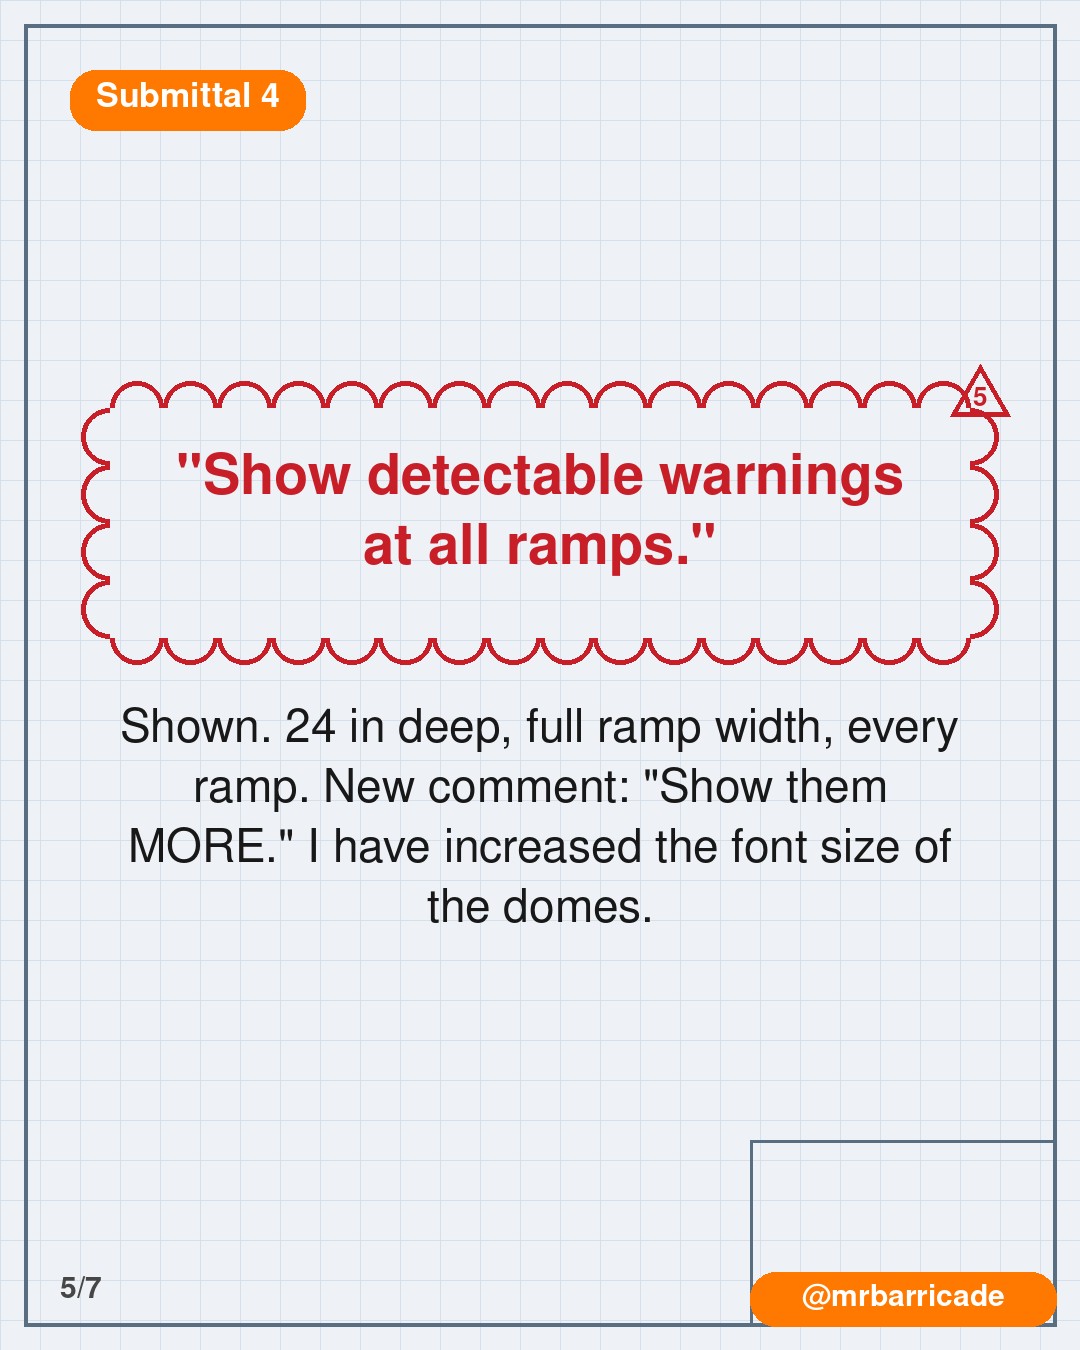 Submittal 4
5
"Show detectable warnings
at all ramps."
Shown. 24 in deep, full ramp width, every
ramp. New comment: "Show them
MORE." I have increased the font size of
the domes.
5/7
@mrbarricade